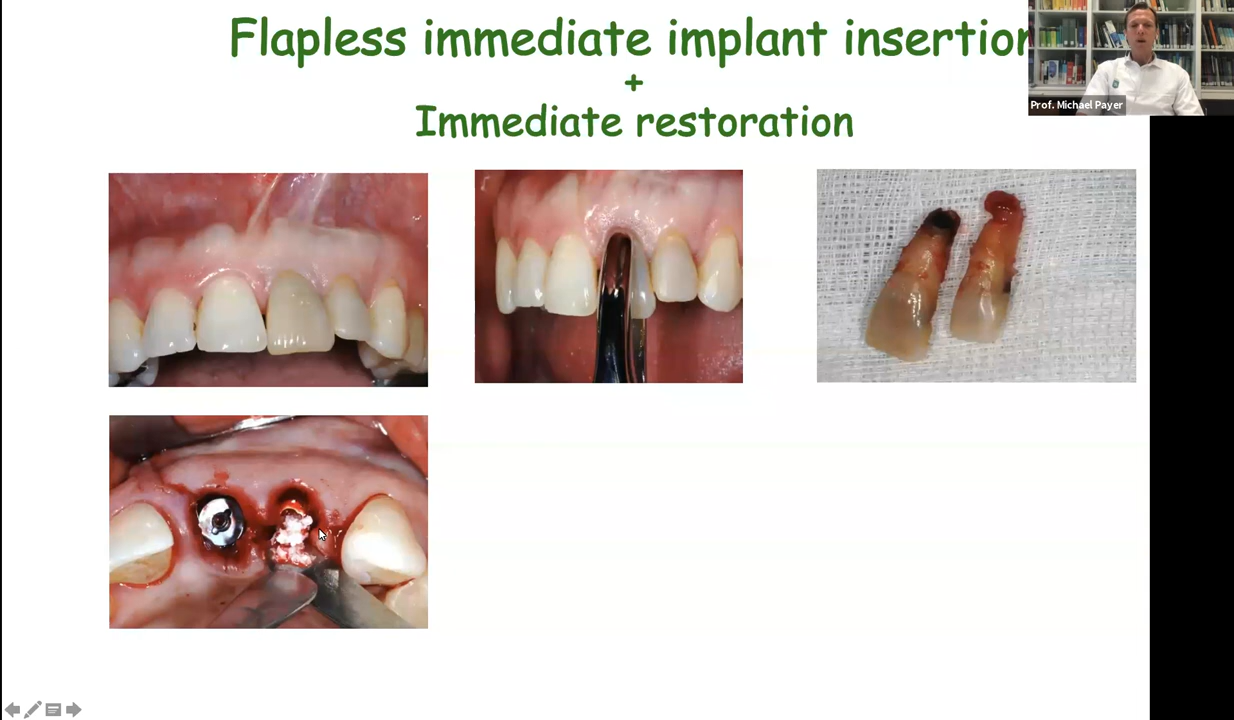 Flapless immediate implant insertion
+
Immediate restoration
Prof. Michael Payer